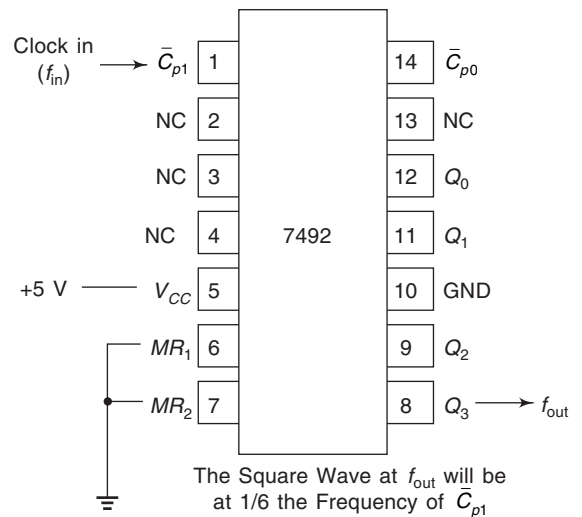 Clock in
(f_in)
C̄_p1 1
14 C̄_p0
NC 2
13 NC
NC 3
12 Q_0
NC 4
7492
11 Q_1
+5 V V_CC 5
10 GND
MR_1 6
9 Q_2
MR_2 7
8 Q_3 f_out
The Square Wave at f_out will be
at 1/6 the Frequency of C̄_p1